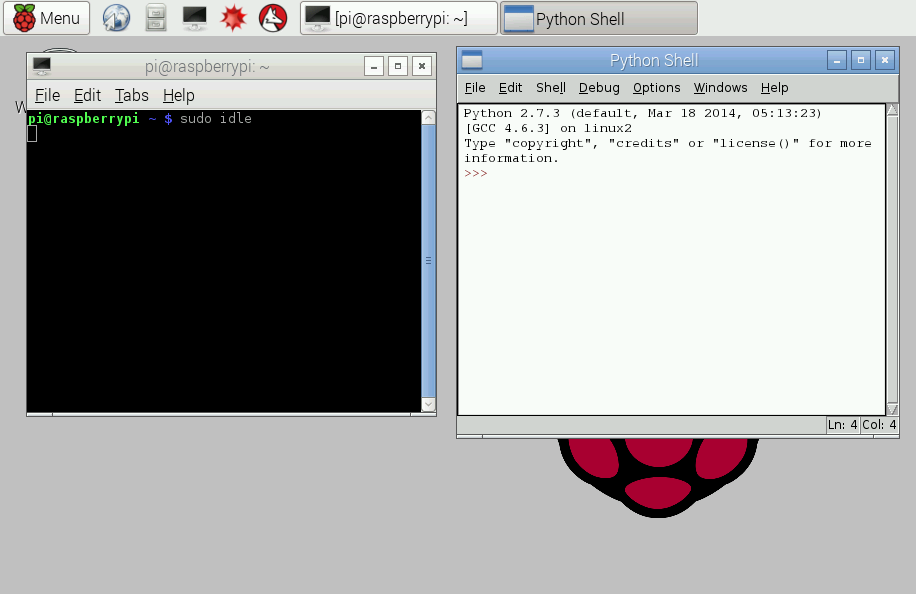 Menu
[pi@raspberrypi: ~]
Python Shell
W
pi@raspberrypi: ~
File Edit Tabs Help
pi@raspberrypi ~ $ sudo idle
Python Shell
File Edit Shell Debug Options Windows Help
Python 2.7.3 (default, Mar 18 2014, 05:13:23)
[GCC 4.6.3] on linux2
Type "copyright", "credits" or "license()" for more
information.
>>>
Ln: 4 Col: 4